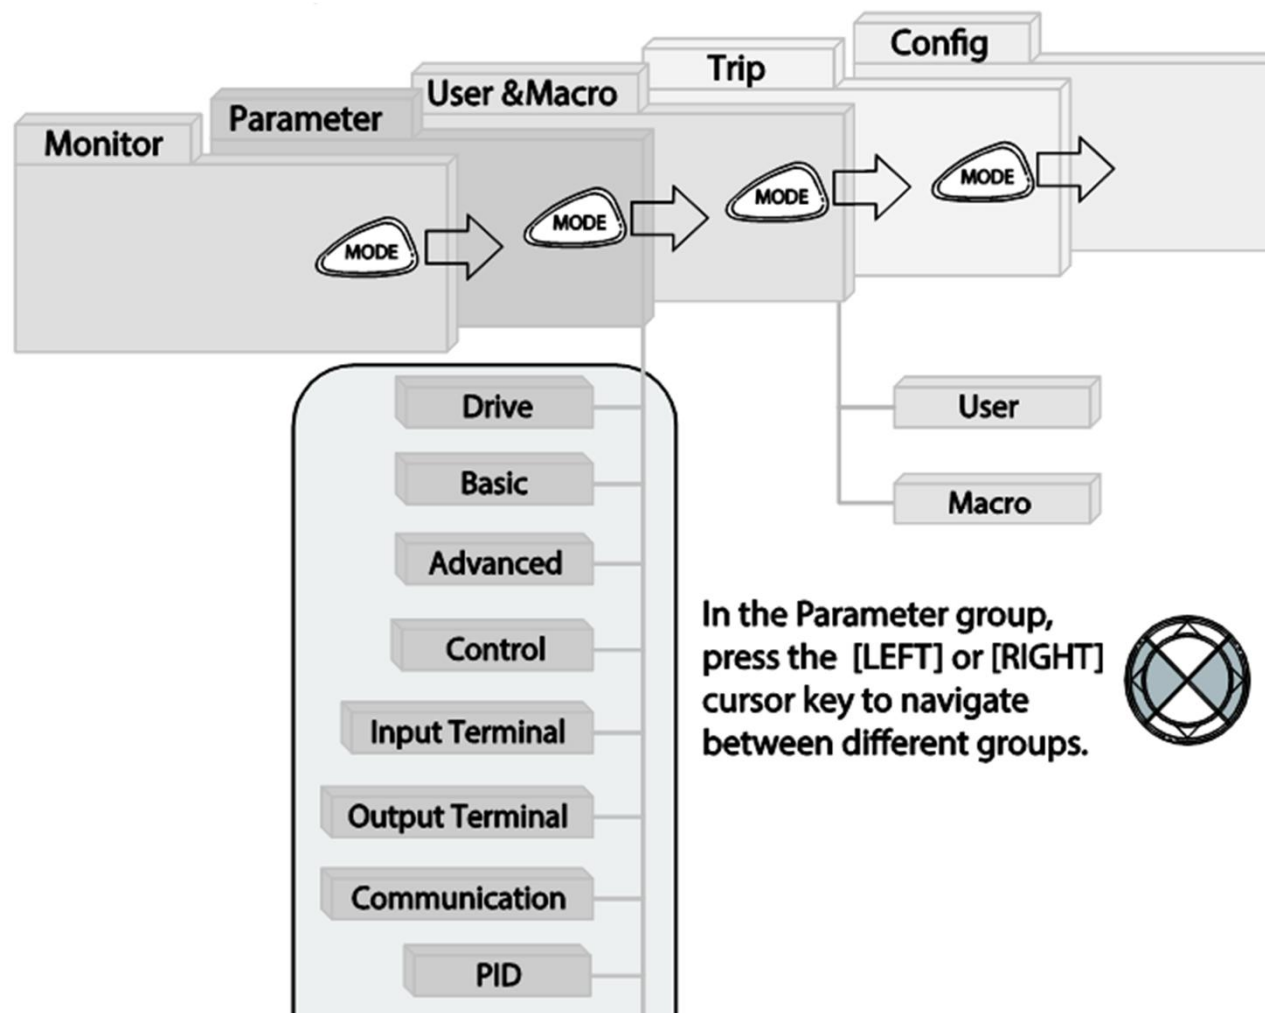 Config
Trip
User &Macro
Parameter
Monitor
MODE
MODE
MODE
MODE
Drive
User
Basic
Macro
Advanced
In the Parameter group,
press the [LEFT] or [RIGHT]
cursor key to navigate
between different groups.
Control
Input Terminal
Output Terminal
Communication
PID